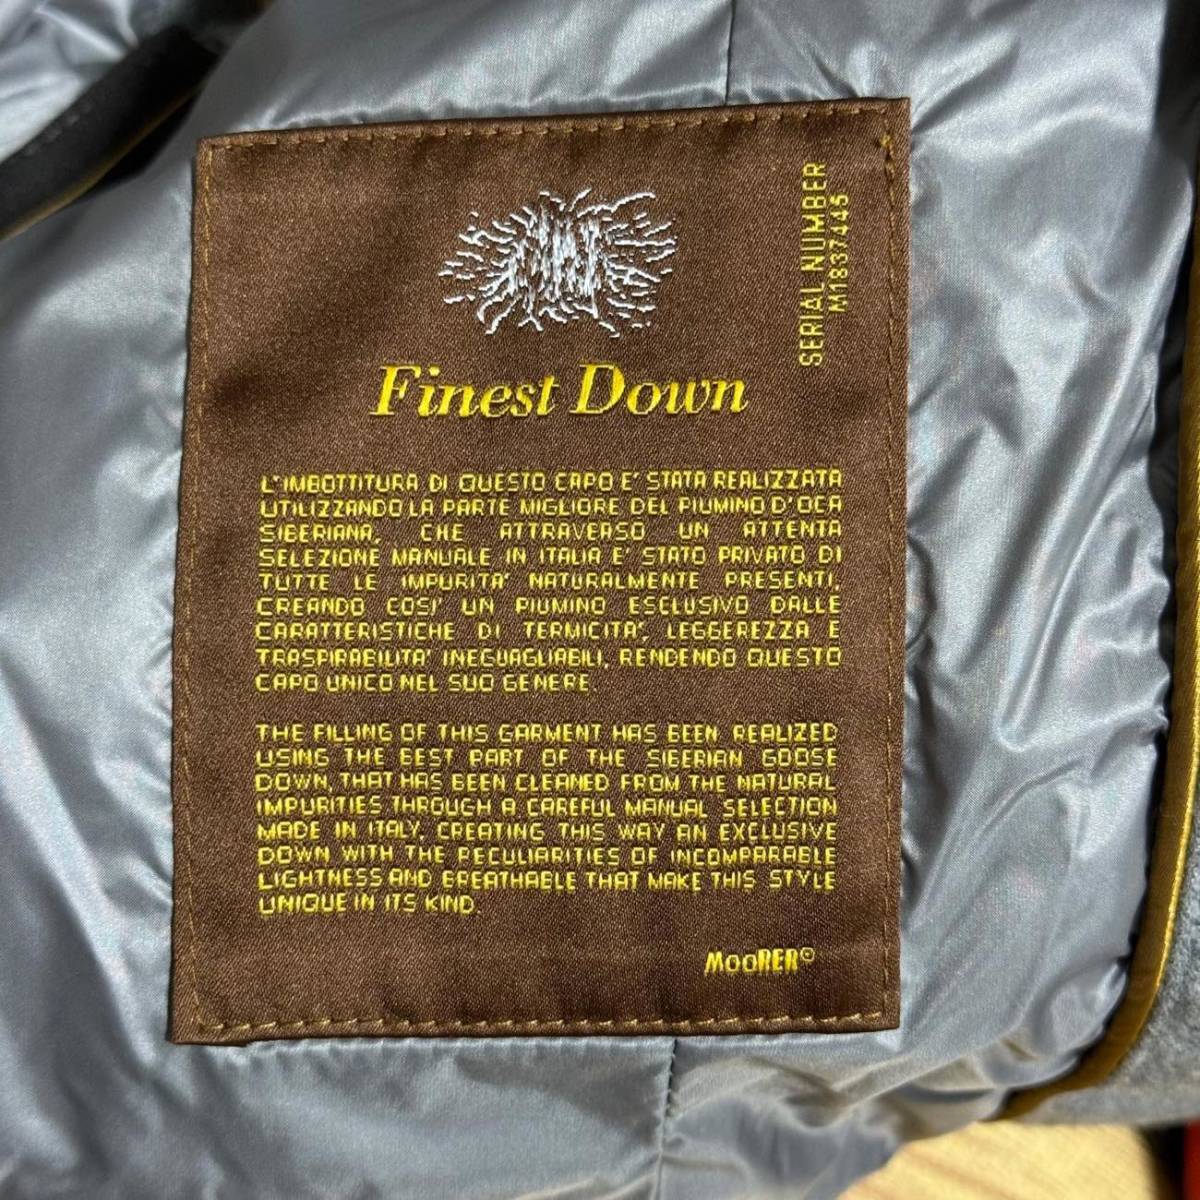 SERIAL NUMBER
M1837445
Finest Down
L'IMBOTTITURA DI QUESTO CAPO E' STATA REALIZZATA
UTILIZZANDO LA PARTE MIGLIORE DEL PIUMINO D'OCA
SIBERIANA, CHE ATTRAVERSO UN ATTENTA
SELEZIONE MANUALE IN ITALIA E' STATO PRIVATO DI
TUTTE LE IMPURITA' NATURALMENTE PRESENTI,
CREANDO COSI' UN PIUMINO ESCLUSIVO DALLE
CARATTERISTICHE DI TERMICITA', LEGGEREZZA E
TRASPIRABILITA' INEGUAGLIABILI, RENDENDO QUESTO
CAPO UNICO NEL SUO GENERE.
THE FILLING OF THIS GARMENT HAS BEEN REALIZED
USING THE BEST PART OF THE SIBERIAN GOOSE
DOWN, THAT HAS BEEN CLEANED FROM THE NATURAL
IMPURITIES THROUGH A CAREFUL MANUAL SELECTION
MADE IN ITALY, CREATING THIS WAY AN EXCLUSIVE
DOWN WITH THE PECULIARITIES OF INCOMPARABLE
LIGHTNESS AND BREATHABLE THAT MAKE THIS STYLE
UNIQUE IN ITS KIND.
MOORER©